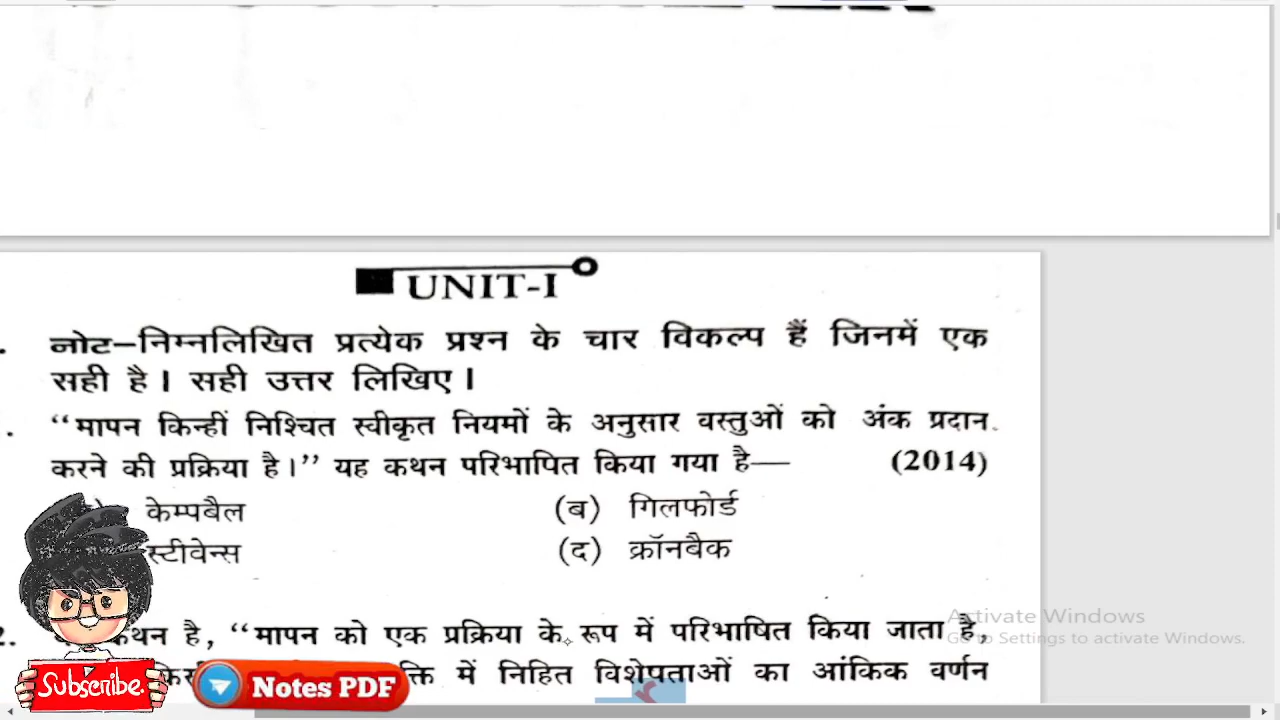 UNIT-I
नोट–निम्नलिखित प्रत्येक प्रश्न के चार विकल्प हैं जिनमें एक
सही है। सही उत्तर लिखिए।
“मापन किन्हीं निश्चित स्वीकृत नियमों के अनुसार वस्तुओं को अंक प्रदान
करने की प्रक्रिया है।” यह कथन परिभापित किया गया है— (2014)
केम्पबैल (ब) गिलफोर्ड
स्टीवेन्स (द) क्रॉनबैक
Activate Windows
कथन है, “मापन को एक प्रक्रिया के रूप में परिभाषित किया जाता है,
Go to Settings to activate Windows.
में निहित विशेषताओं का आंकिक वर्णन
Subscribe.
Notes PDF